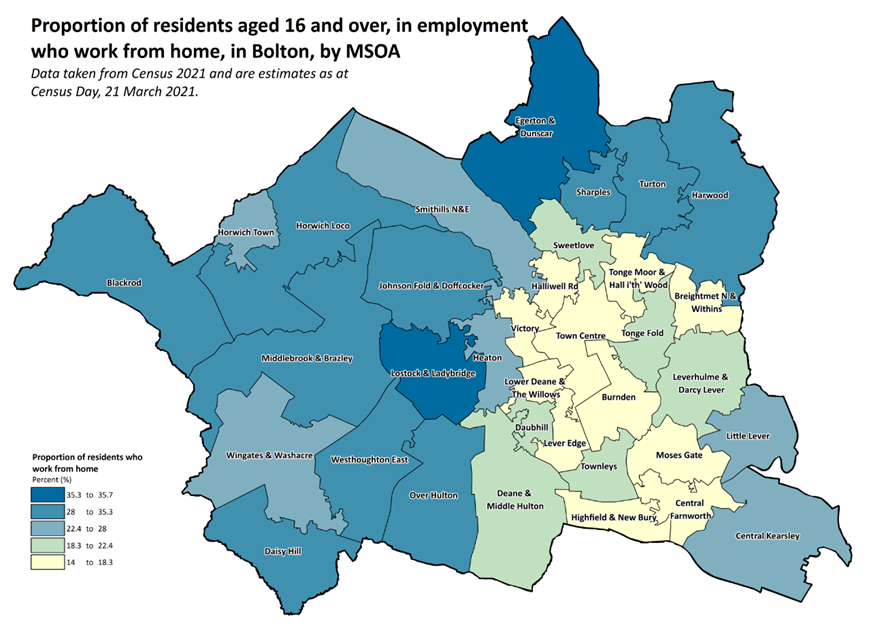 Proportion of residents aged 16 and over, in employment
who work from home, in Bolton, by MSOA
Data taken from Census 2021 and are estimates as at
Census Day, 21 March 2021.
Egerton &
Dunscar
Sharples
Turton
Harwood
Smithills N&E
Horwich Loco
Horwich Town
Sweetlove
Blackrod
Johnson Fold & Doffcocker
Halliwell Rd
Tonge Moor &
Hall i'th' Wood
Breightmet N &
Withins
Victory
Town Centre
Tonge Fold
Middlebrook & Brazley
Heaton
Lostock & Ladybridge
Lower Deane &
The Willows
Leverhulme &
Darcy Lever
Burnden
Daubhill
Lever Edge
Little Lever
Wingates & Washacre
Westhoughton East
Moses Gate
Townleys
Over Hulton
Deane &
Middle Hulton
Central
Farnworth
Highfield & New Bury
Central Kearsley
Daisy Hill
Proportion of residents who
work from home
Percent (%)
35.3 to 35.7
28 to 35.3
22.4 to 28
18.3 to 22.4
14 to 18.3